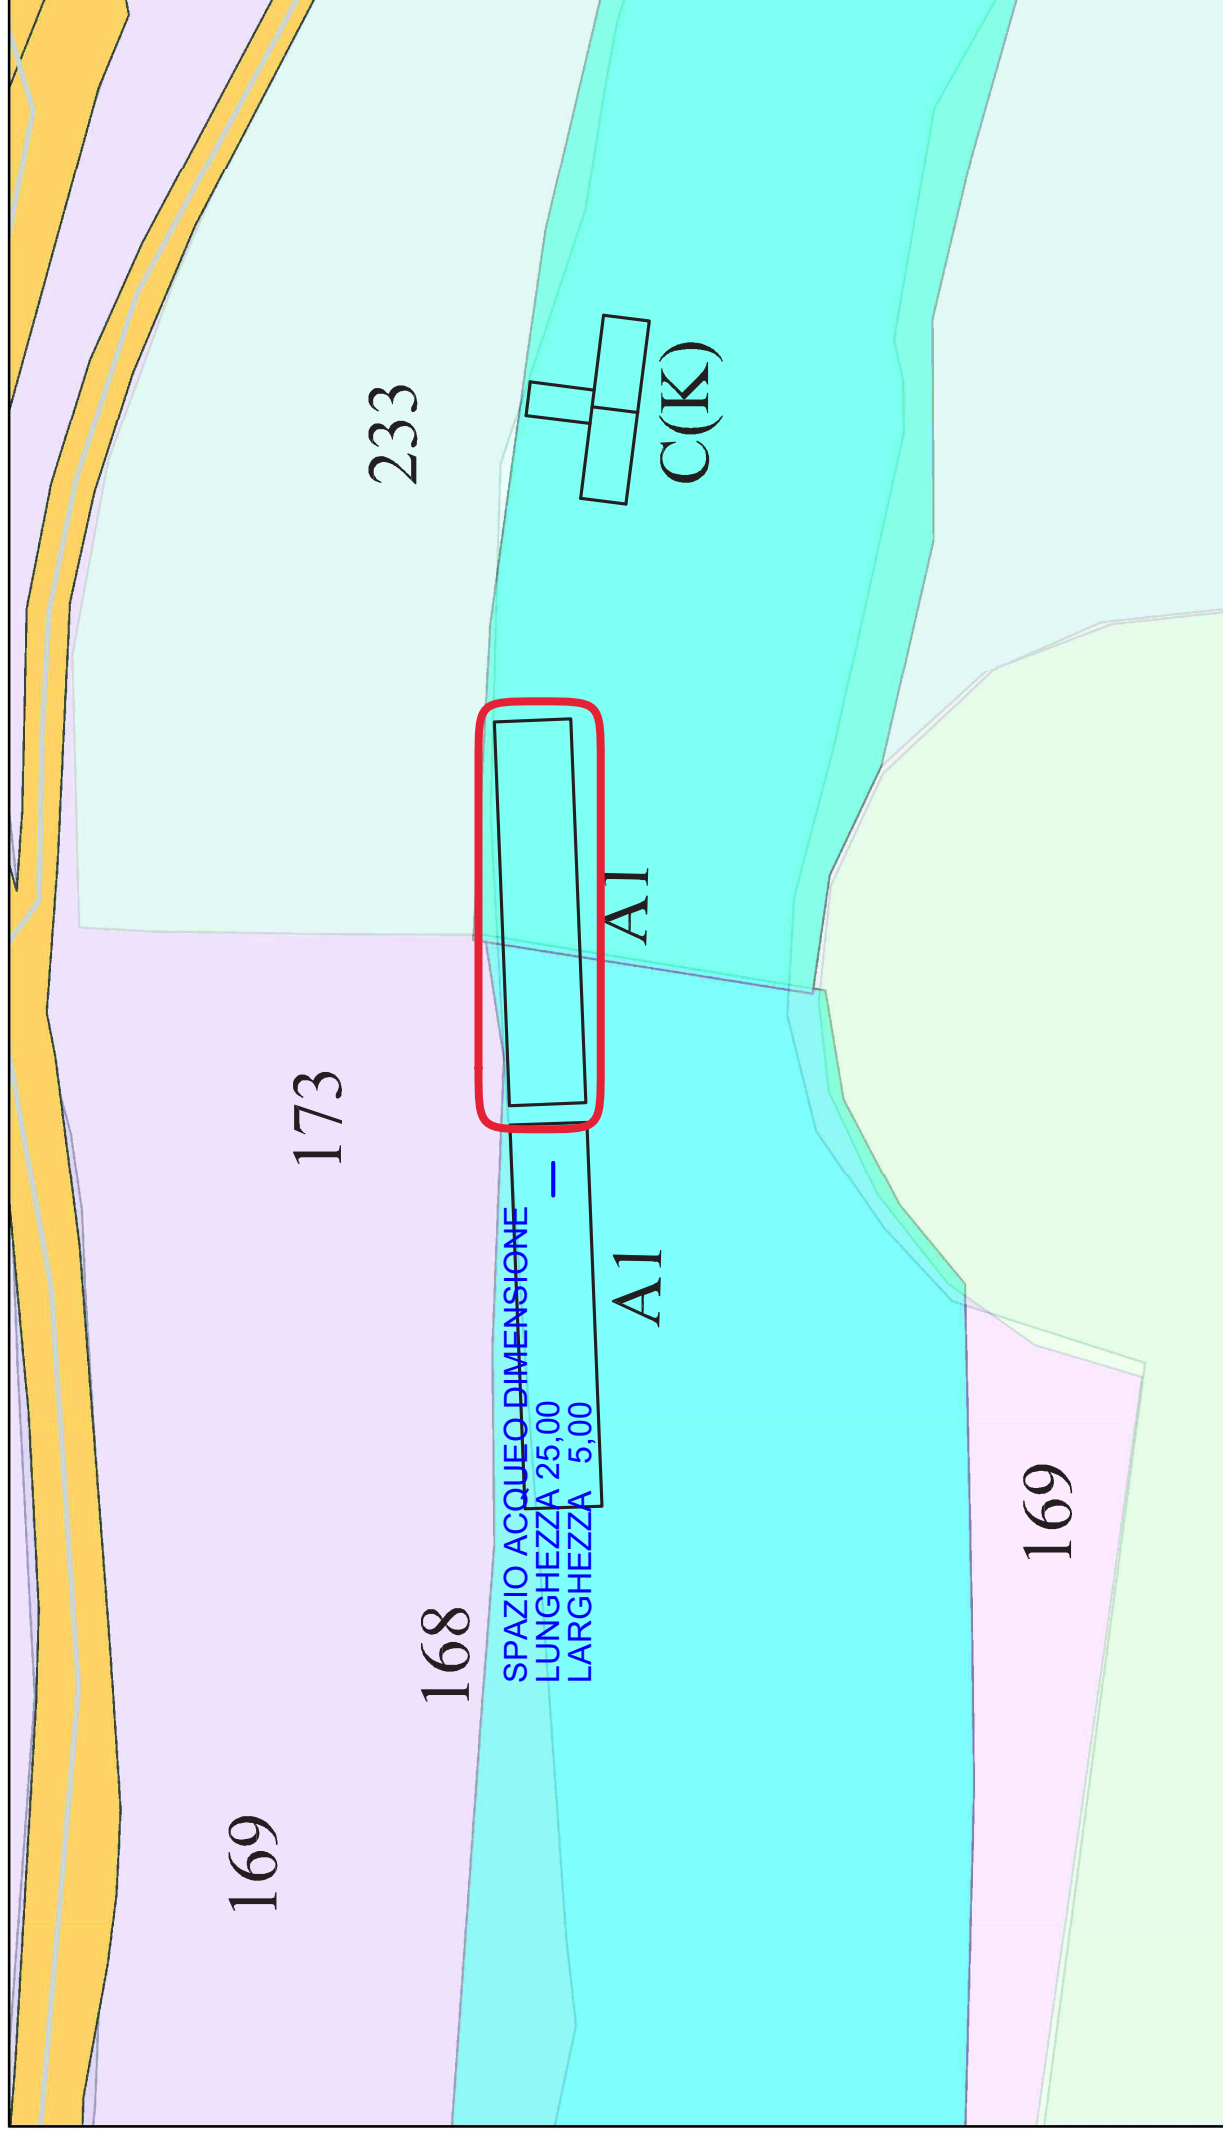 169
168
173
233
SPAZIO ACQUEO DIMENSIONE
LUNGHEZZA 25,00
LARGHEZZA 5,00
A1
A1
C(K)
169